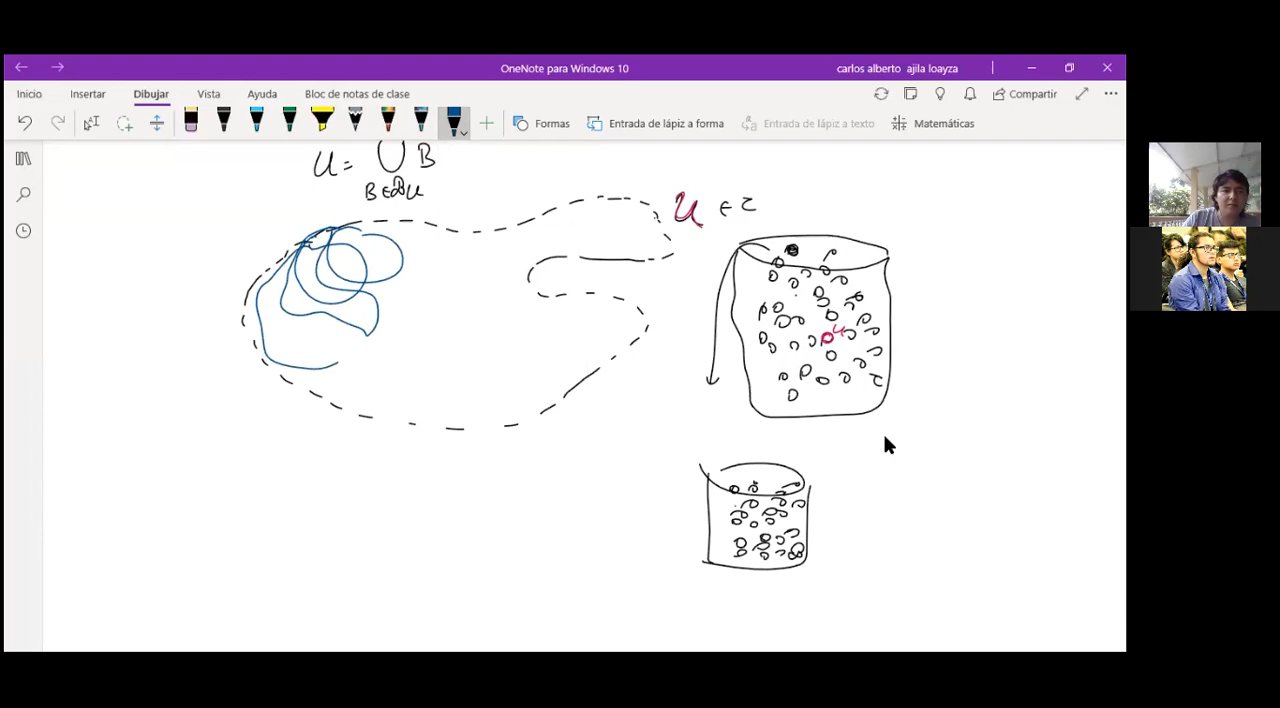 OneNote para Windows 10
carlos alberto ajila loayza
Inicio Insertar Dibujar Vista Ayuda Bloc de notas de clase
Compartir
Formas Entrada de lápiz a forma Entrada de lápiz a texto Matemáticas
U = ⋃ B
B∈ℬu
U ∈ τ
u